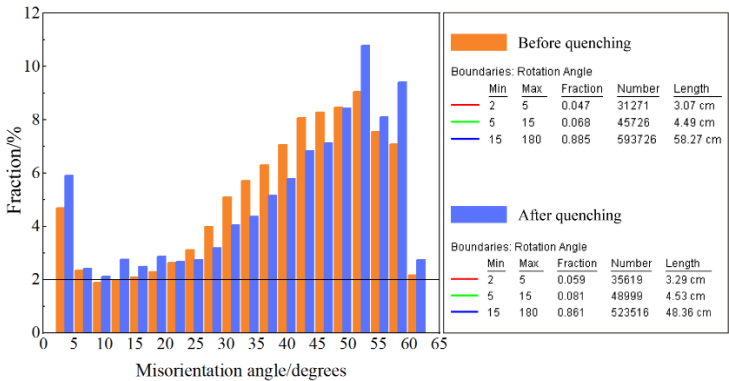 12
10
8
6
4
2
0
Fraction/%
0 5 10 15 20 25 30 35 40 45 50 55 60 65
Misorientation angle/degrees
Before quenching
Boundaries: Rotation Angle
Min Max Fraction Number Length
2 5 0.047 31271 3.07 cm
5 15 0.068 45726 4.49 cm
15 180 0.885 593726 58.27 cm
After quenching
Boundaries: Rotation Angle
Min Max Fraction Number Length
2 5 0.059 35619 3.29 cm
5 15 0.081 48999 4.53 cm
15 180 0.861 523516 48.36 cm